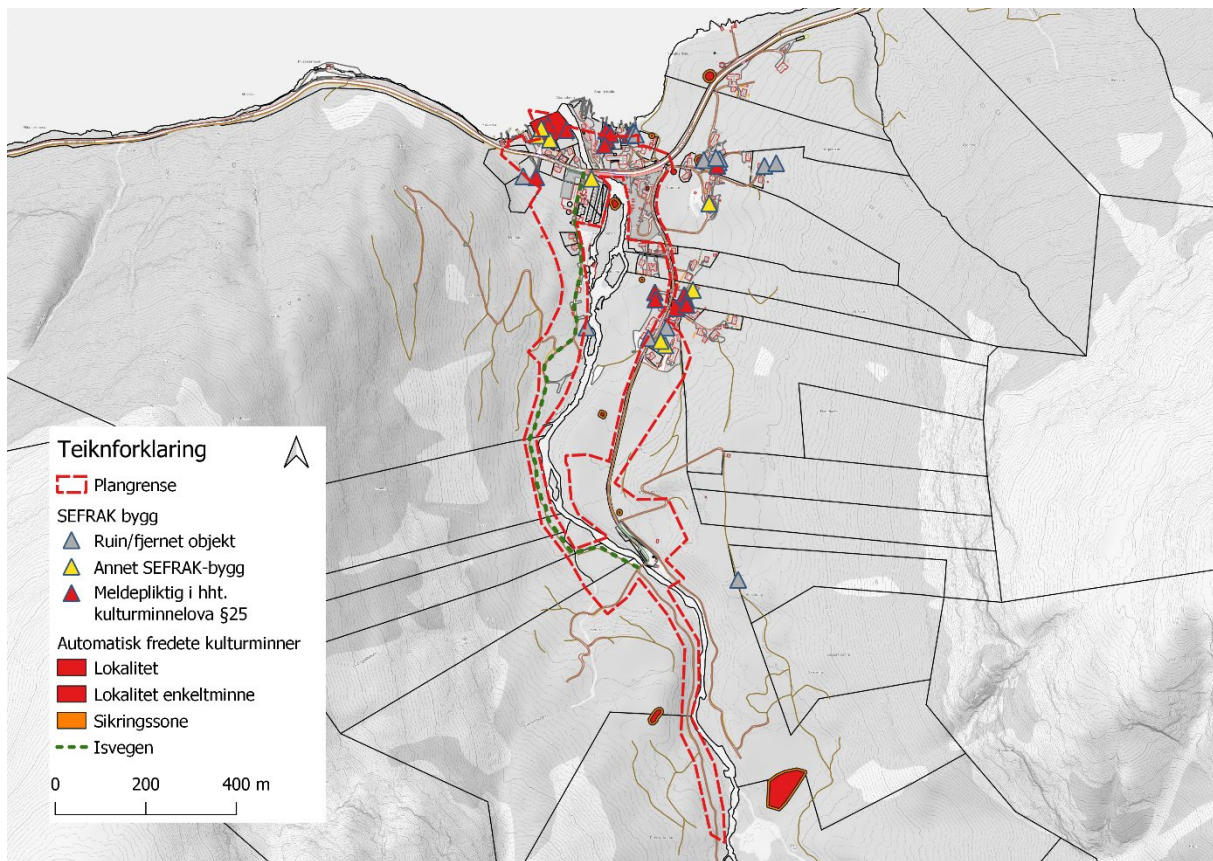 Teiknforklaring
Plangrense
SEFRAK bygg
Ruin/fjernet objekt
Annet SEFRAK-bygg
Meldepliktig i hht.
kulturminnelova §25
Automatisk fredete kulturminner
Lokalitet
Lokalitet enkeltminne
Sikringssone
Isvegen
0 200 400 m